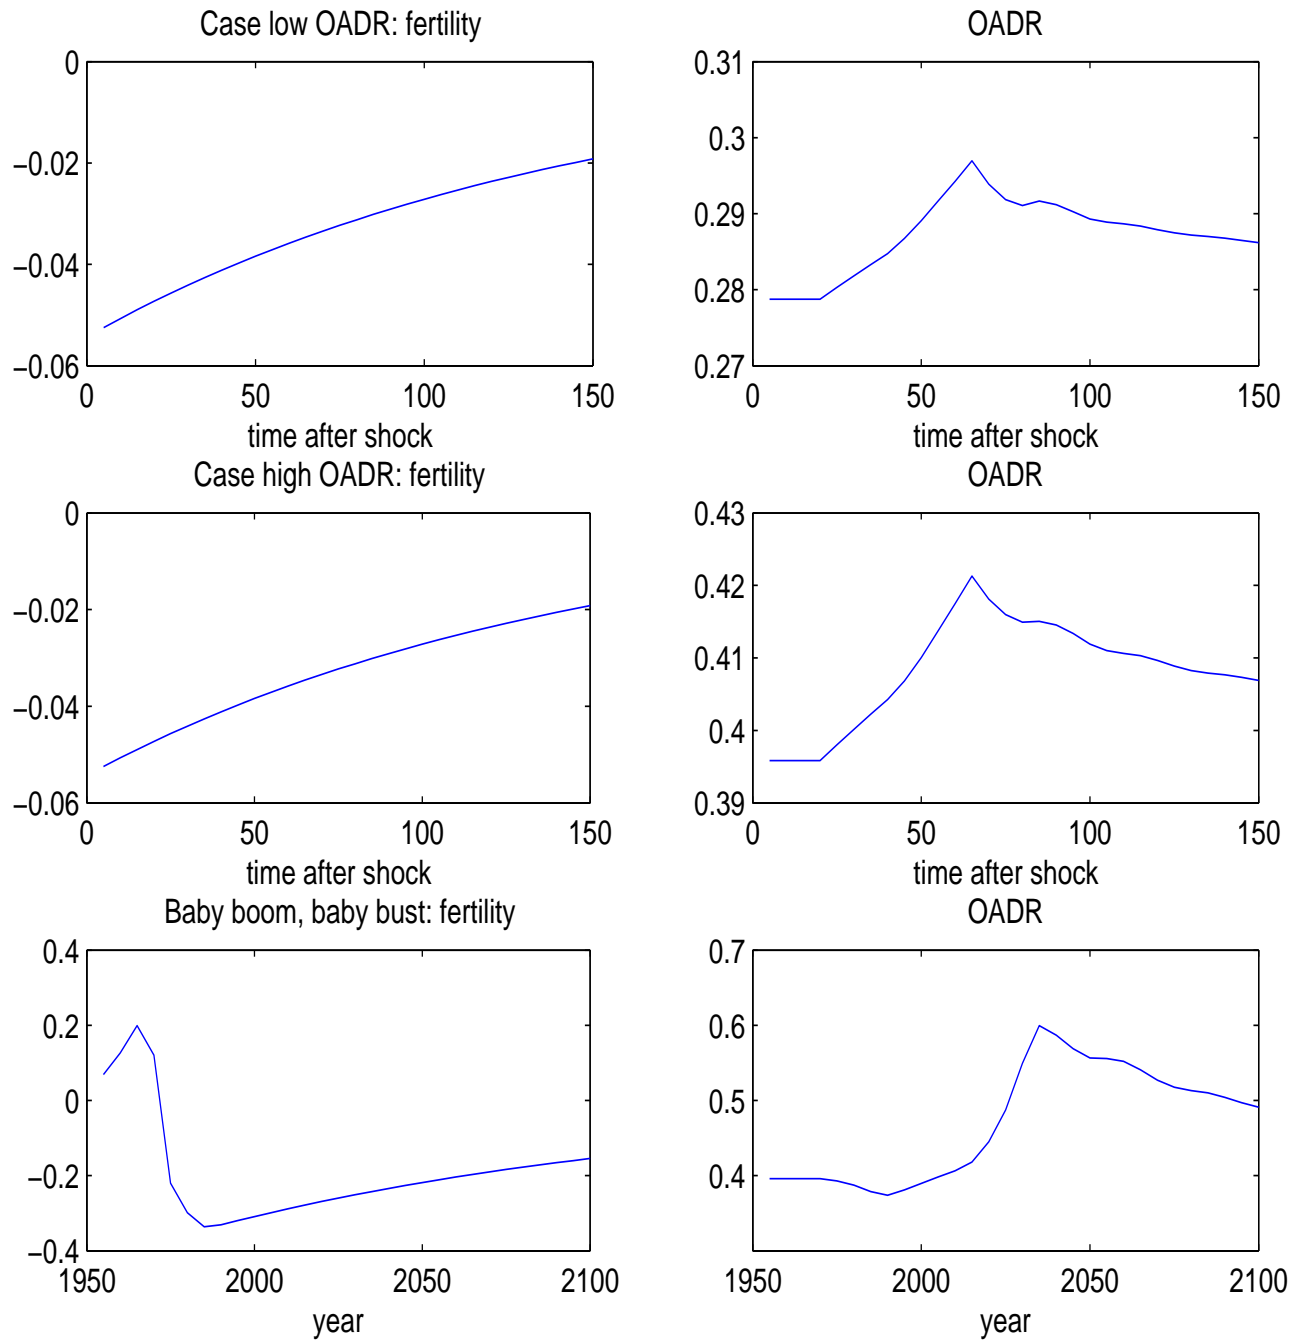 Case low OADR: fertility
OADR
0
−0.02
−0.04
−0.06
0 50 100 150
time after shock
0.31
0.3
0.29
0.28
0.27
0 50 100 150
time after shock
Case high OADR: fertility
OADR
0
−0.02
−0.04
−0.06
0 50 100 150
time after shock
0.43
0.42
0.41
0.4
0.39
0 50 100 150
time after shock
Baby boom, baby bust: fertility
OADR
0.4
0.2
0
−0.2
−0.4
1950 2000 2050 2100
year
0.7
0.6
0.5
0.4
1950 2000 2050 2100
year